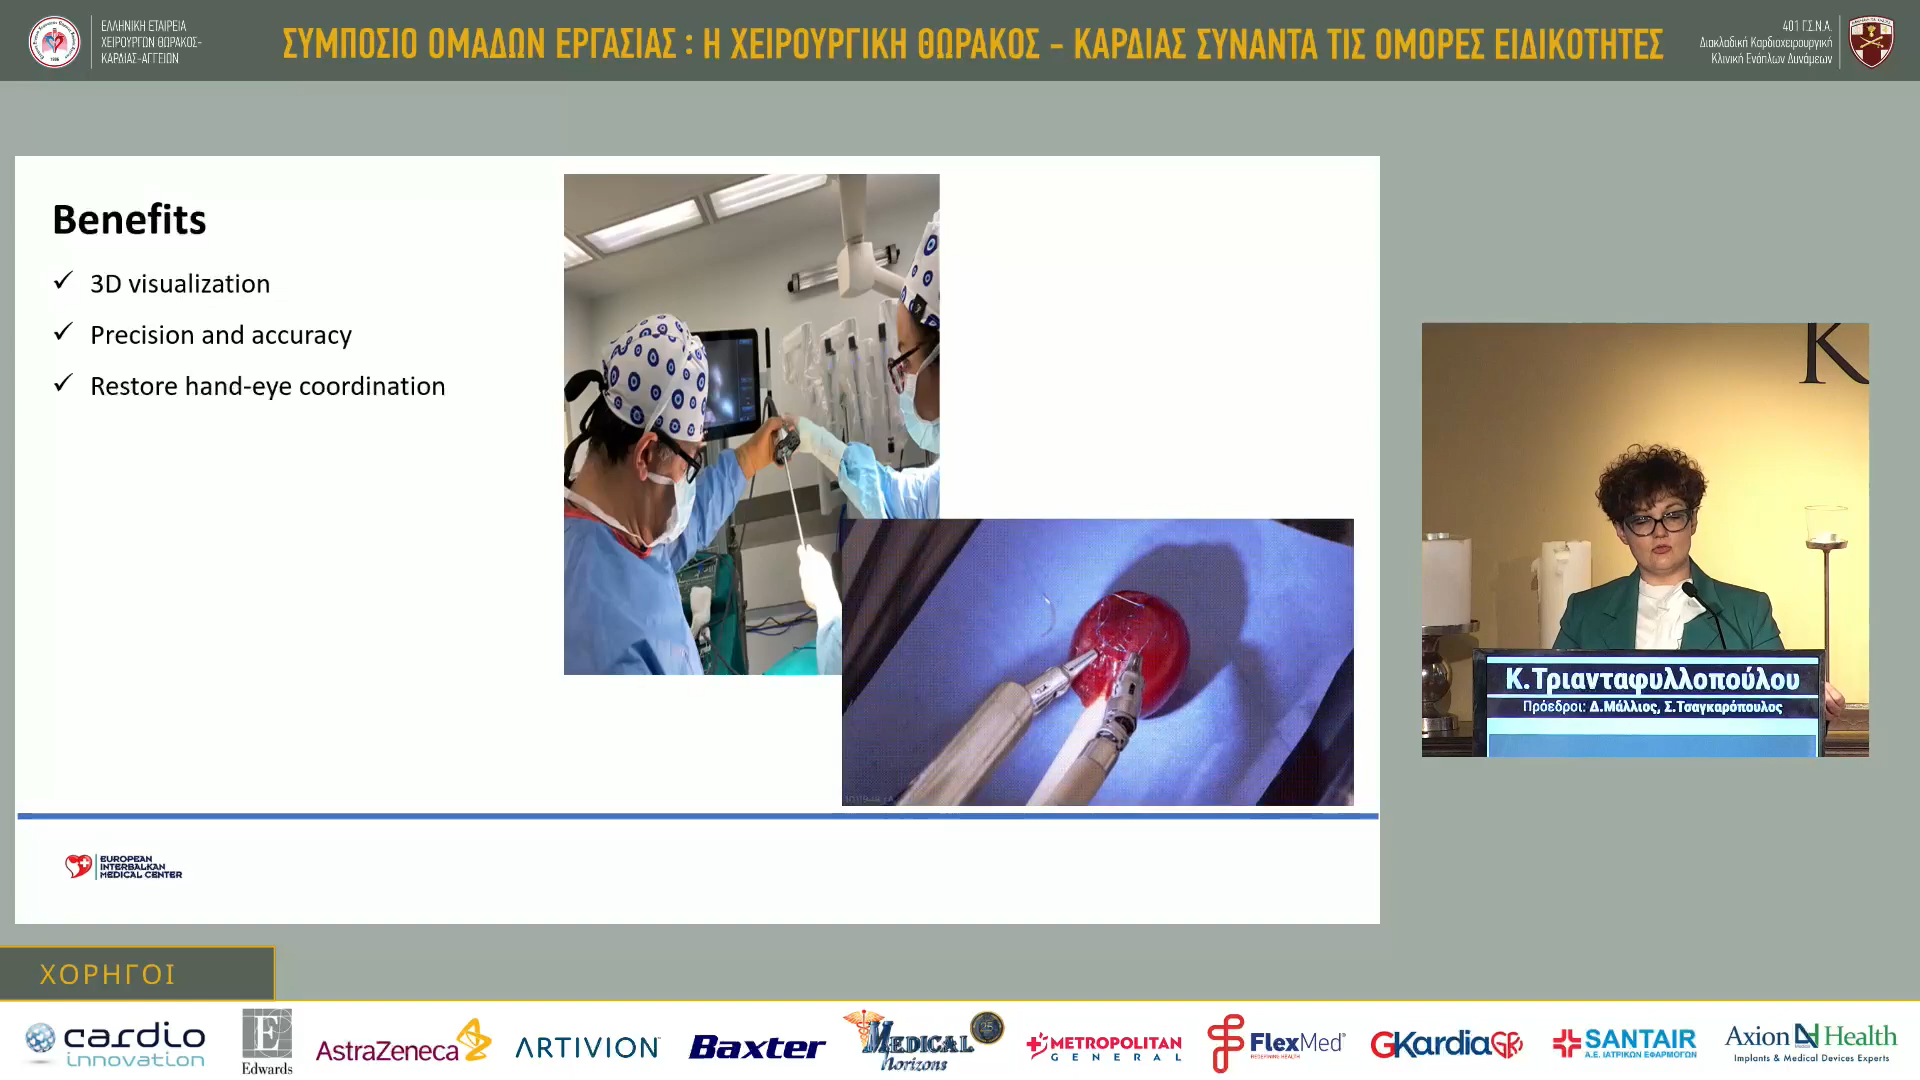 ΕΛΛΗΝΙΚΗ ΕΤΑΙΡΕΙΑ
ΧΕΙΡΟΥΡΓΩΝ ΘΩΡΑΚΟΣ-
ΚΑΡΔΙΑΣ-ΑΓΓΕΙΩΝ
ΣΥΜΠΟΣΙΟ ΟΜΑΔΩΝ ΕΡΓΑΣΙΑΣ : Η ΧΕΙΡΟΥΡΓΙΚΗ ΘΩΡΑΚΟΣ – ΚΑΡΔΙΑΣ ΣΥΝΑΝΤΑ ΤΙΣ ΟΜΟΡΕΣ ΕΙΔΙΚΟΤΗΤΕΣ
401 Γ.Σ.Ν.Α.
Διακλαδική Καρδιοχειρουργική
Κλινική Ενόπλων Δυνάμεων
Benefits
✓ 3D visualization
✓ Precision and accuracy
✓ Restore hand-eye coordination
K
Κ.Τριανταφυλλοπούλου
Πρόεδροι: Δ.Μάλλιος, Σ.Τσαγκαρόπουλος
EUROPEAN
INTERBALKAN
MEDICAL CENTER
ΧΟΡΗΓΟΙ
cardio
innovation
E
Edwards
AstraZeneca
ARTIVION
Baxter
MEDICAL
Horizons
25
METROPOLITAN
GENERAL
FlexMed
REDEFINING HEALTH
GKardiaGR
SANTAIR
Α.Ε. ΙΑΤΡΙΚΩΝ ΕΦΑΡΜΟΓΩΝ
Axion Health
Implants & Medical Devices Experts